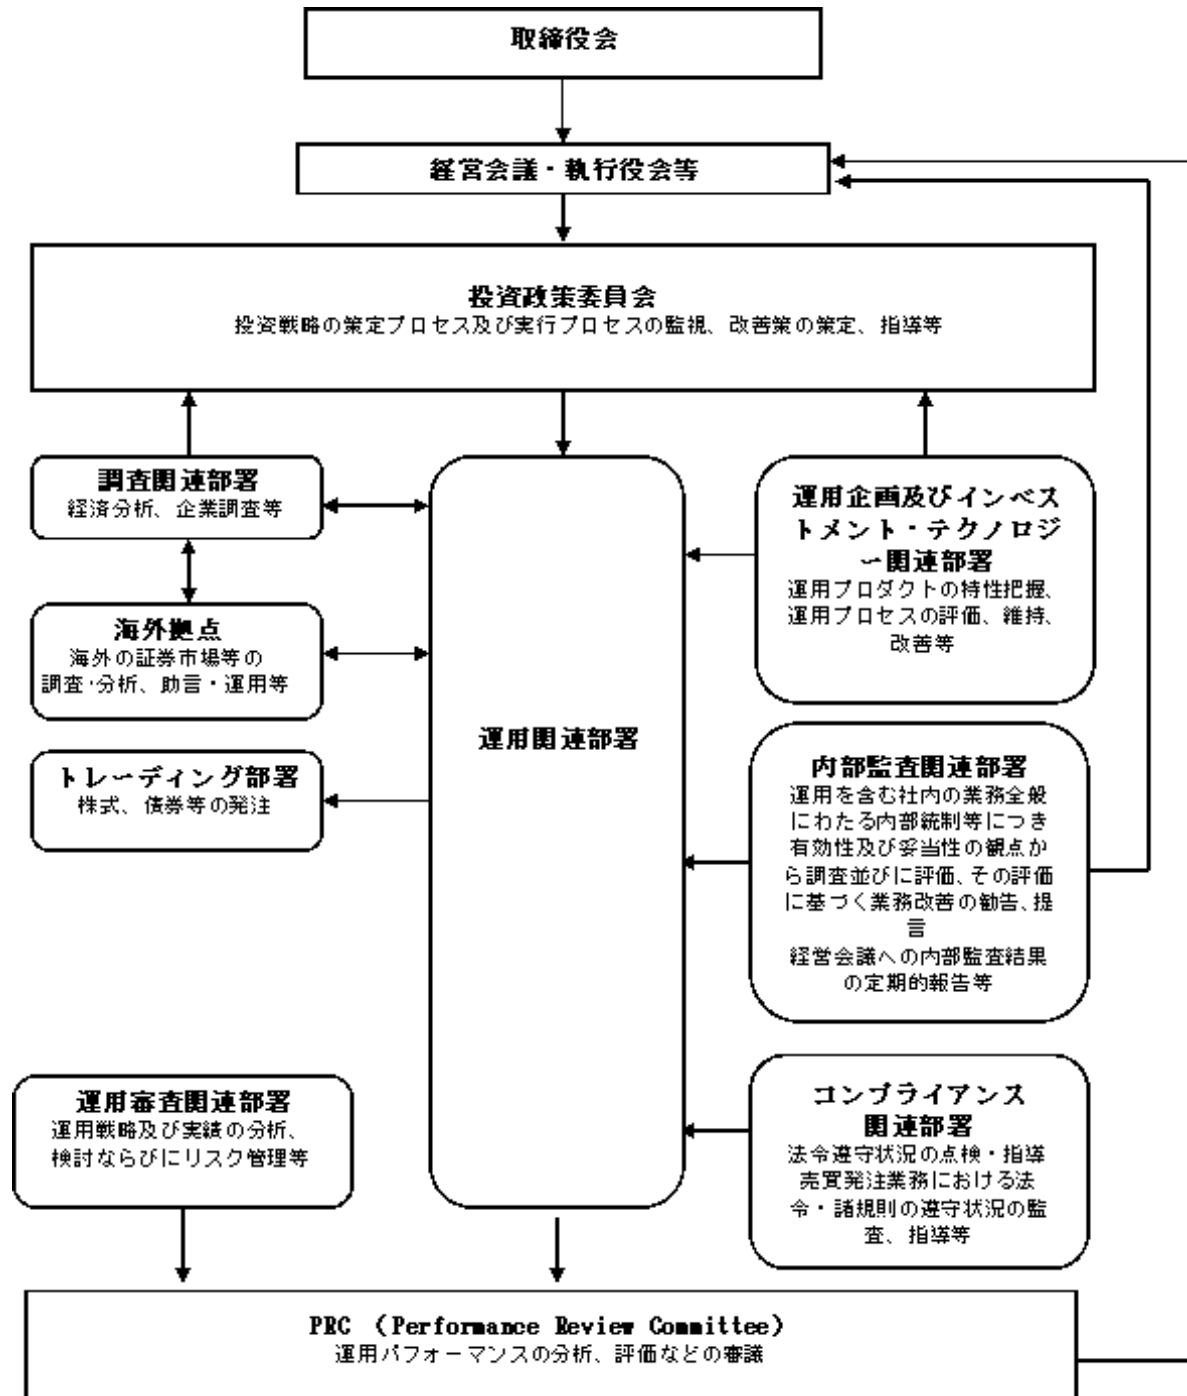 取締役会
経営会議・執行役会等
投資政策委員会
投資戦略の策定プロセス及び実行プロセスの監視、改善策の策定、指導等
調査関連部署
経済分析、企業調査等
海外拠点
海外の証券市場等の
調査・分析、助言・運用等
トレーディング部署
株式、債券等の発注
運用関連部署
運用企画及びインベス
トメント・テクノロジ
ー関連部署
運用プロダクトの特性把握、
運用プロセスの評価、維持、
改善等
内部監査関連部署
運用を含む社内の業務全般
にわたる内部統制等につき
有効性及び妥当性の観点か
ら調査並びに評価、その評価
に基づく業務改善の勧告、提
言
経営会議への内部監査結果
の定期的報告等
運用審査関連部署
運用戦略及び実績の分析、
検討ならびにリスク管理等
コンプライアンス
関連部署
法令遵守状況の点検・指導
売買発注業務における法
令・諸規則の遵守状況の監
査、指導等
PRC （Performance Review Committee）
運用パフォーマンスの分析、評価などの審議